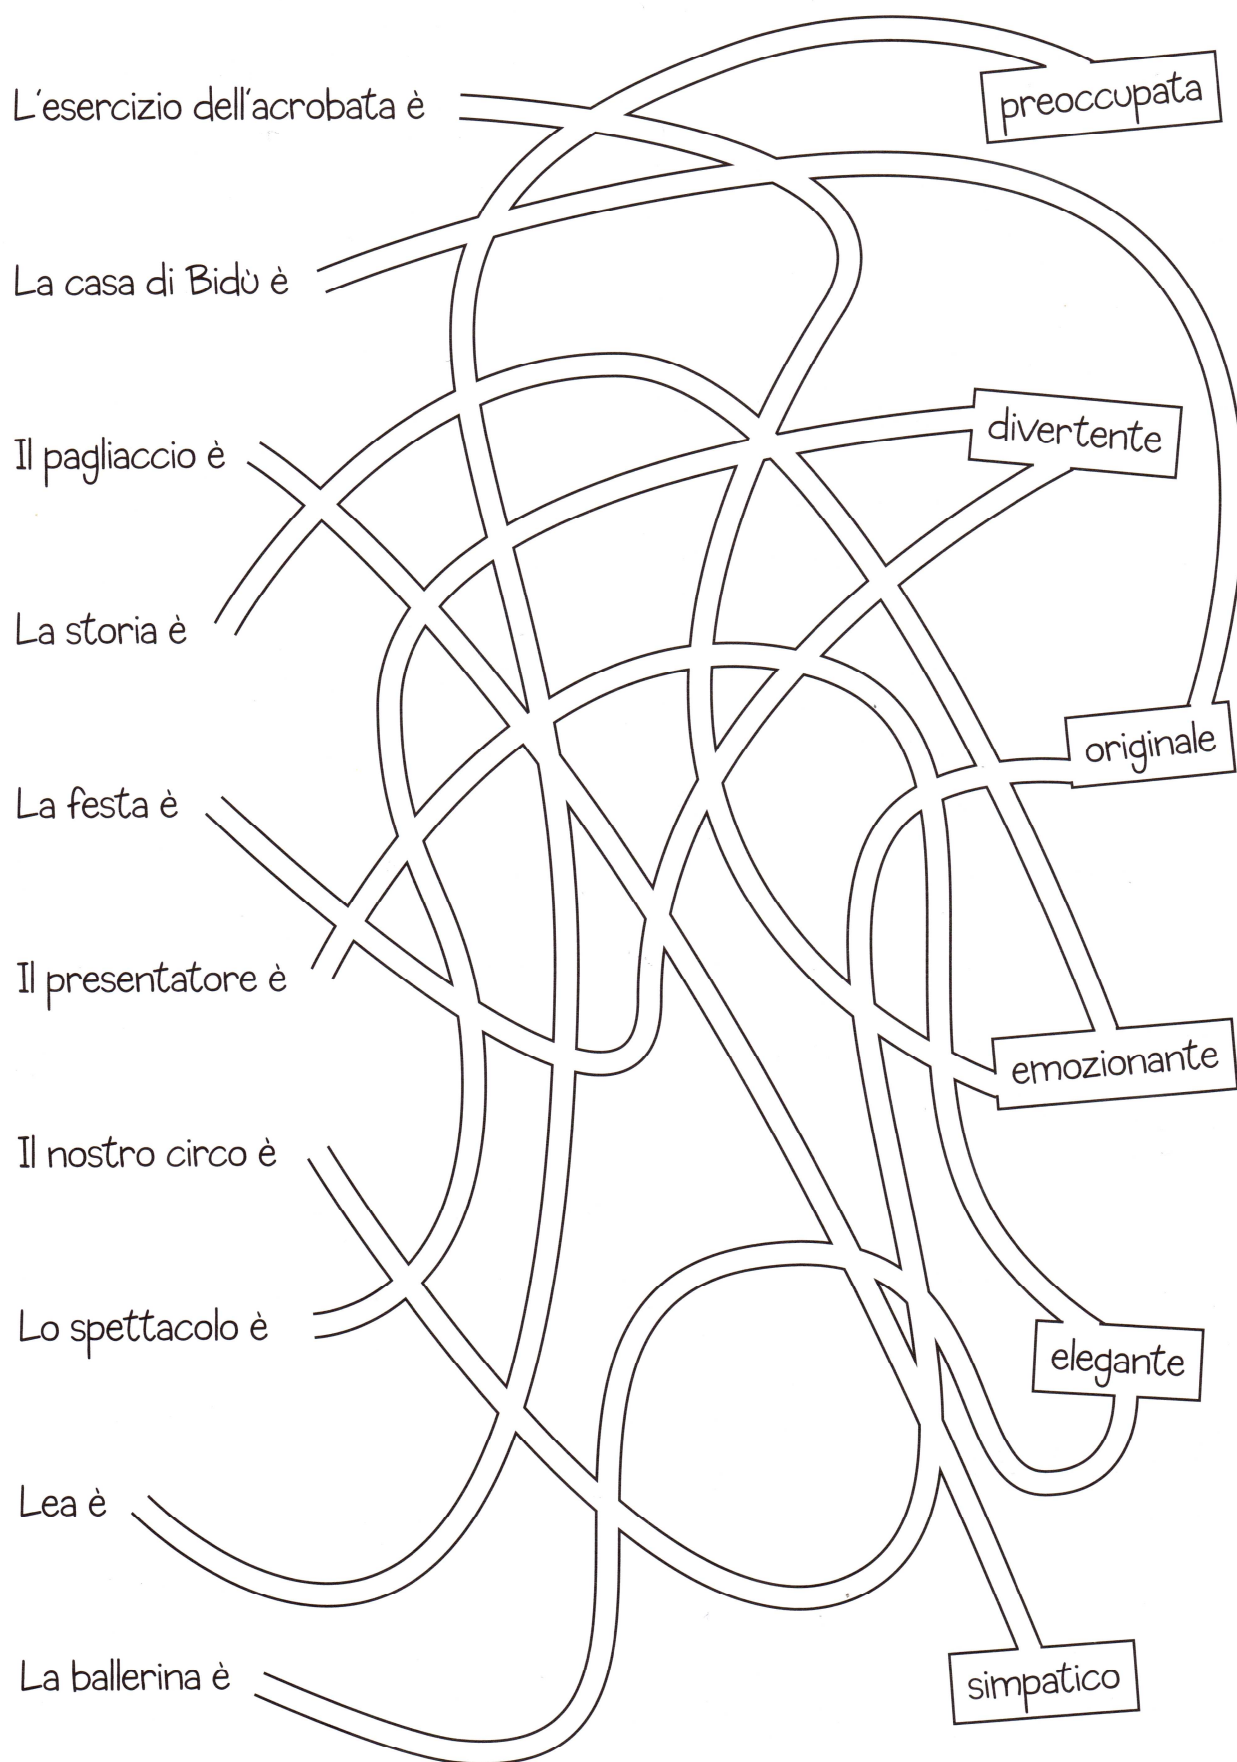 L'esercizio dell'acrobata è
preoccupata
La casa di Bidù è
Il pagliaccio è
divertente
La storia è
originale
La festa è
Il presentatore è
emozionante
Il nostro circo è
Lo spettacolo è
elegante
Lea è
La ballerina è
simpatico